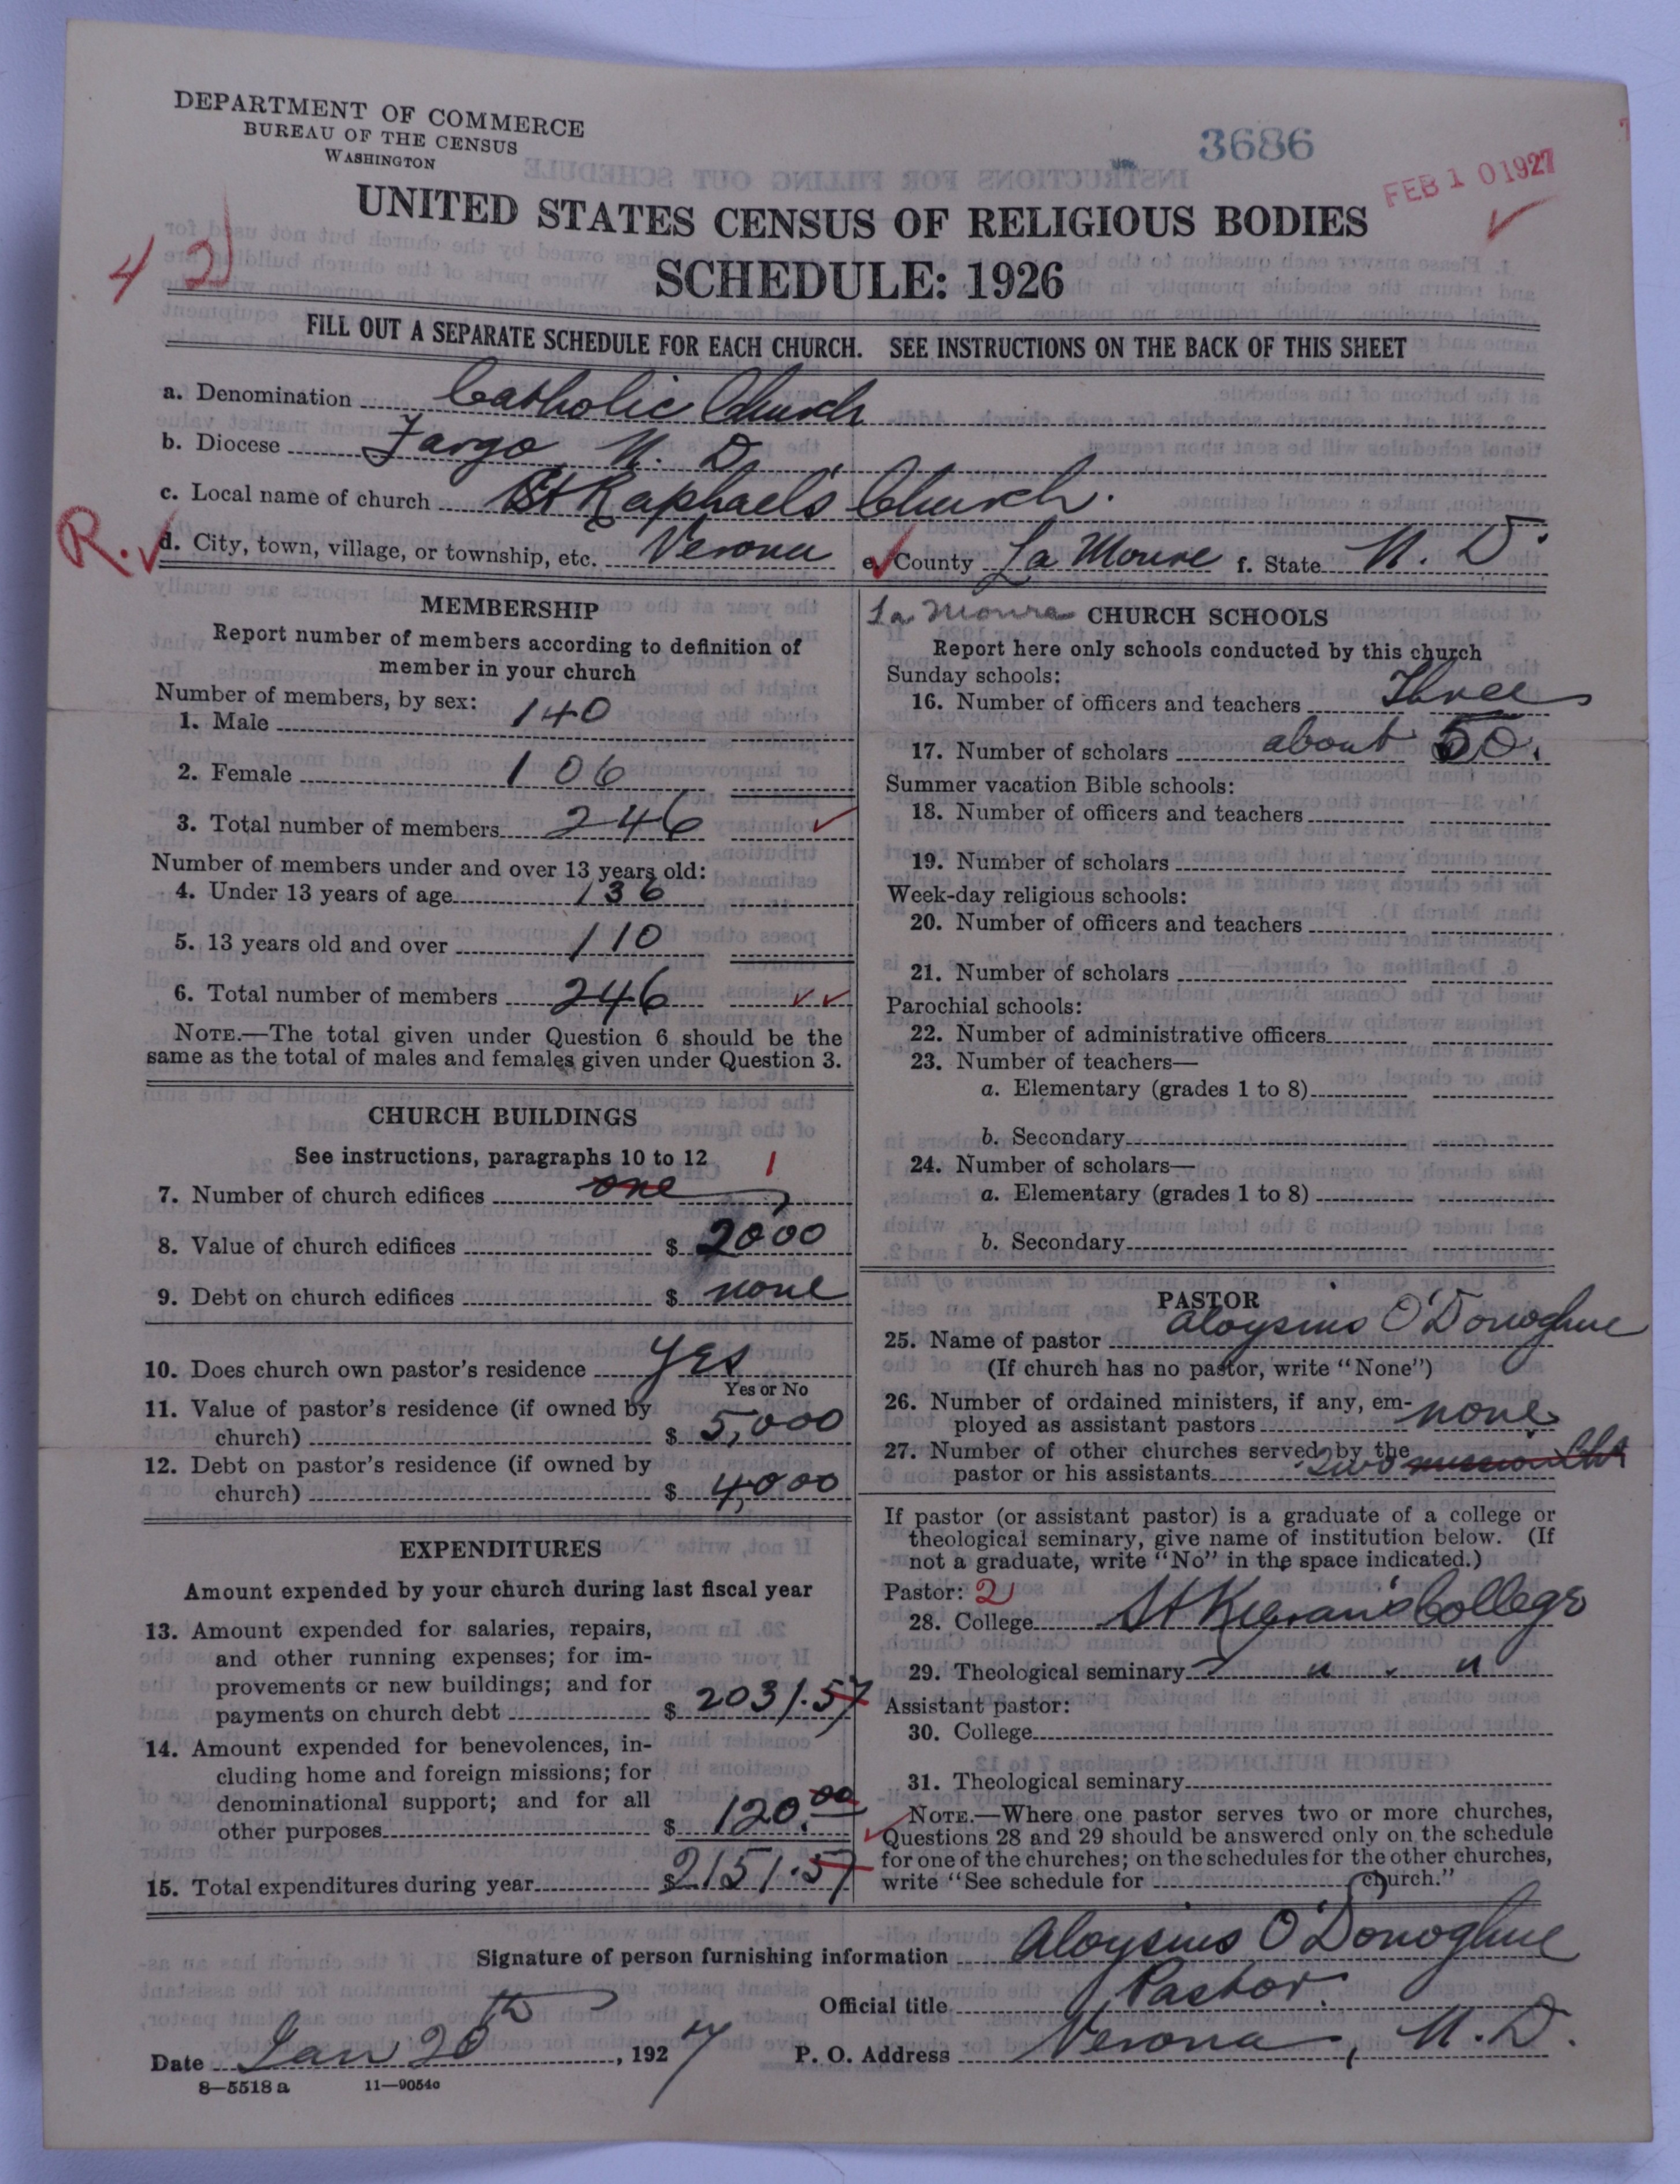 DEPARTMENT OF COMMERCE
BUREAU OF THE CENSUS
WASHINGTON
3686
FEB 10 1927
UNITED STATES CENSUS OF RELIGIOUS BODIES
SCHEDULE: 1926
42
FILL OUT A SEPARATE SCHEDULE FOR EACH CHURCH. SEE INSTRUCTIONS ON THE BACK OF THIS SHEET
a. Denomination Catholic Church
b. Diocese Fargo N. D.
c. Local name of church St Raphael's Church.
R. d. City, town, village, or township, etc. Verona e. County La Moure f. State N. D.
MEMBERSHIP
Report number of members according to definition of
member in your church
Number of members, by sex:
1. Male 140
2. Female 106
3. Total number of members 246
Number of members under and over 13 years old:
4. Under 13 years of age 136
5. 13 years old and over 110
6. Total number of members 246
NOTE.—The total given under Question 6 should be the
same as the total of males and females given under Question 3.
CHURCH BUILDINGS
See instructions, paragraphs 10 to 12
7. Number of church edifices one 1
8. Value of church edifices $ 2000
9. Debt on church edifices $ none
10. Does church own pastor's residence yes
Yes or No
11. Value of pastor's residence (if owned by
church) $ 5,000
12. Debt on pastor's residence (if owned by
church) $ 4,000
EXPENDITURES
Amount expended by your church during last fiscal year
13. Amount expended for salaries, repairs,
and other running expenses; for im-
provements or new buildings; and for
payments on church debt $ 2031.57
14. Amount expended for benevolences, in-
cluding home and foreign missions; for
denominational support; and for all
other purposes $ 120.00
15. Total expenditures during year $ 2151.57
La Moure CHURCH SCHOOLS
Report here only schools conducted by this church
Sunday schools:
16. Number of officers and teachers Three
17. Number of scholars about 50.
Summer vacation Bible schools:
18. Number of officers and teachers
19. Number of scholars
Week-day religious schools:
20. Number of officers and teachers
21. Number of scholars
Parochial schools:
22. Number of administrative officers
23. Number of teachers—
a. Elementary (grades 1 to 8)
b. Secondary
24. Number of scholars—
a. Elementary (grades 1 to 8)
b. Secondary
PASTOR
25. Name of pastor Aloysius O'Donoghue
(If church has no pastor, write "None")
26. Number of ordained ministers, if any, em-
ployed as assistant pastors none
27. Number of other churches served by the
pastor or his assistants two
If pastor (or assistant pastor) is a graduate of a college or
theological seminary, give name of institution below. (If
not a graduate, write "No" in the space indicated.)
Pastor: 2
28. College St Kieran's College
29. Theological seminary " "
Assistant pastor:
30. College
31. Theological seminary
NOTE.—Where one pastor serves two or more churches,
Questions 28 and 29 should be answered only on the schedule
for one of the churches; on the schedules for the other churches,
write "See schedule for church."
Signature of person furnishing information Aloysius O'Donoghue
Official title Pastor.
Date Jan 20th, 1927 P. O. Address Verona, N. D.
8—5518 a 11—9054c